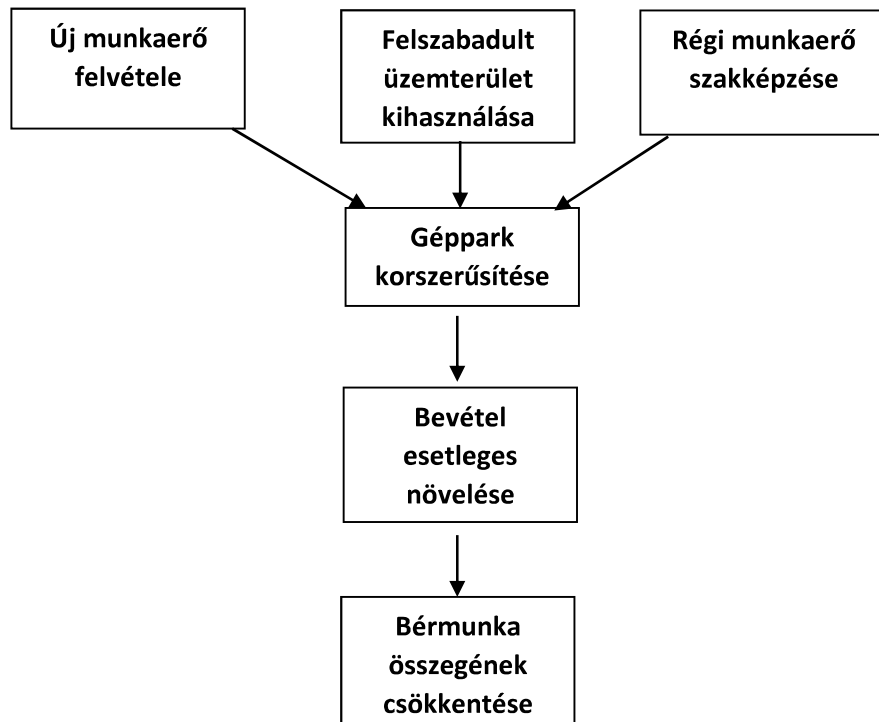 Új munkaerő
felvétele
Felszabadult
üzemterület
kihasználása
Régi munkaerő
szakképzése
Géppark
korszerűsítése
Bevétel
esetleges
növelése
Bérmunka
összegének
csökkentése